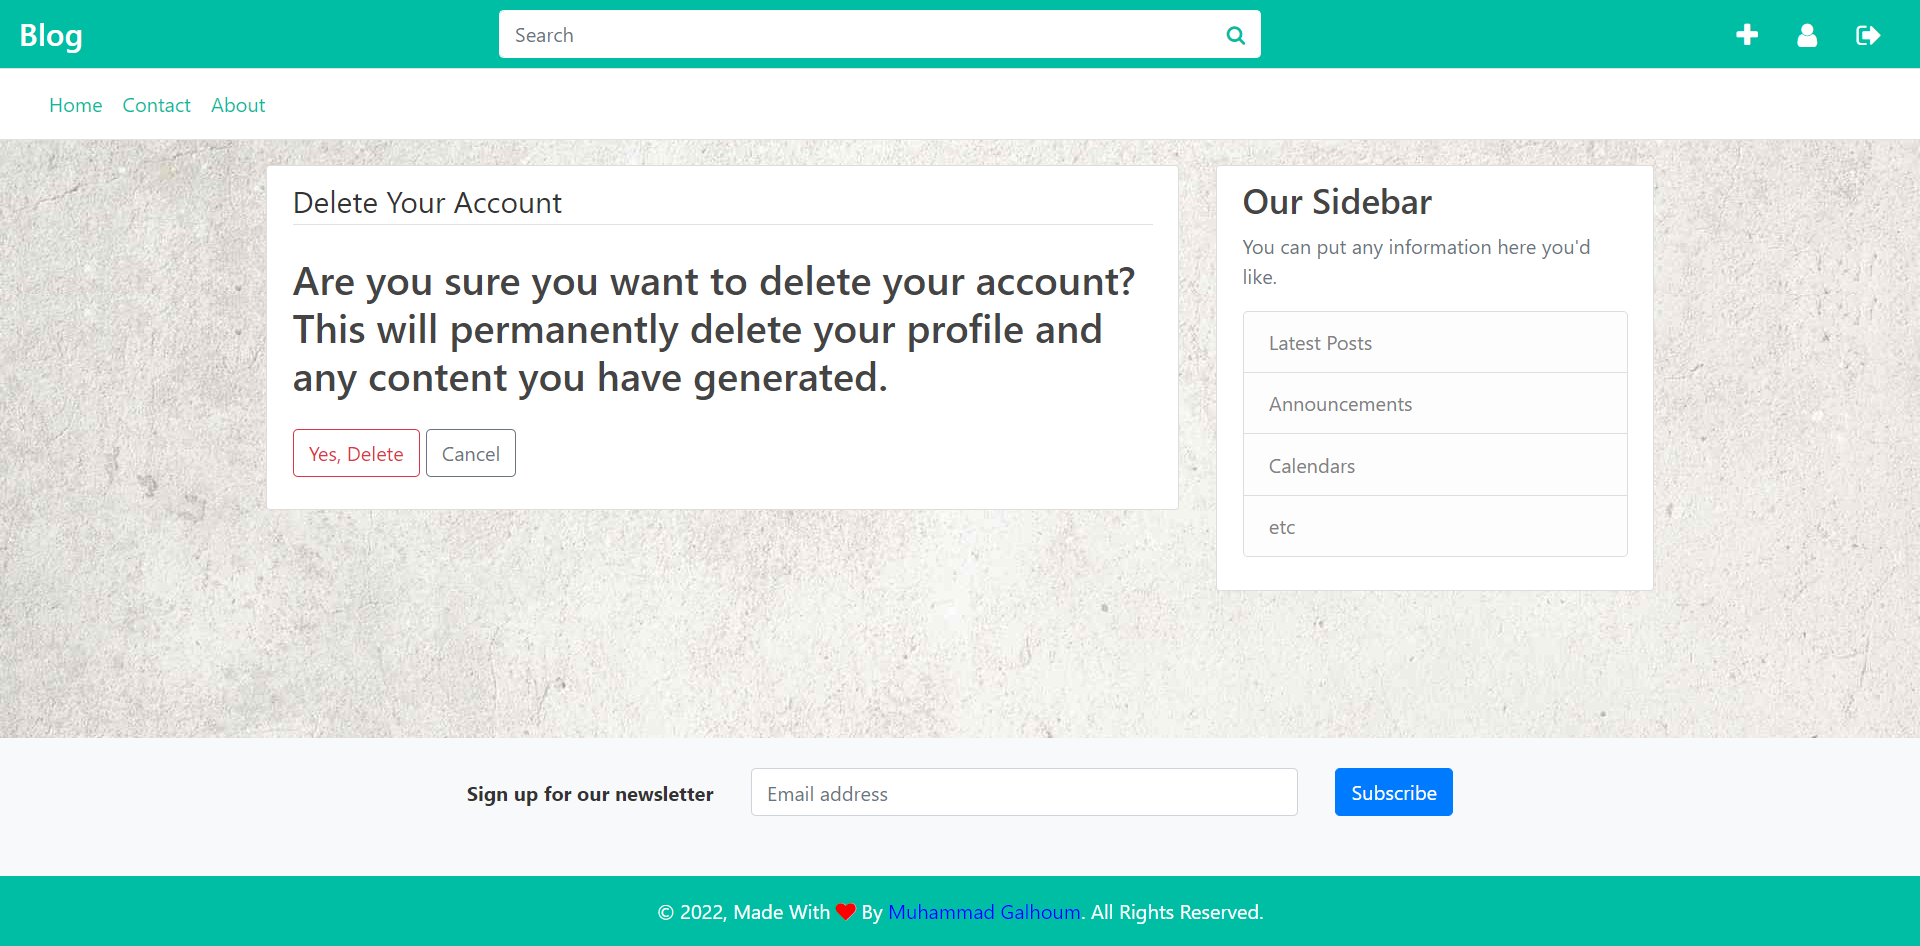 Blog
Search
Home Contact About
Delete Your Account
Are you sure you want to delete your account?
This will permanently delete your profile and
any content you have generated.
Yes, Delete Cancel
Our Sidebar
You can put any information here you'd
like.
Latest Posts
Announcements
Calendars
etc
Sign up for our newsletter Email address Subscribe
© 2022, Made With ❤ By Muhammad Galhoum. All Rights Reserved.